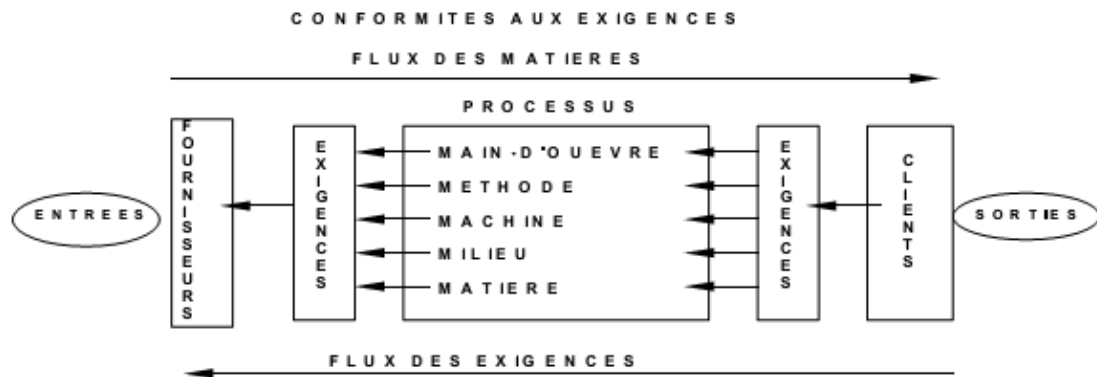 CONFORMITES AUX EXIGENCES
FLUX DES MATIERES
PROCESSUS
ENTREES
FOURNISSEURS
EXIGENCES
MAIN-D'OUEVRE
METHODE
MACHINE
MILIEU
MATIERE
EXIGENCES
CLIENTS
SORTIES
FLUX DES EXIGENCES